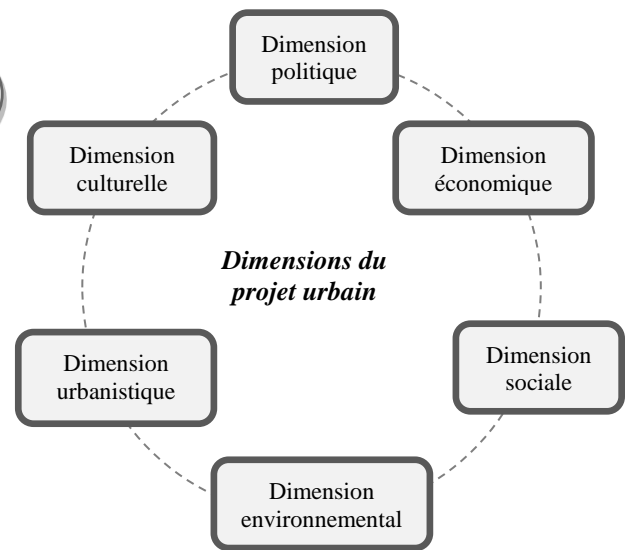 Dimension
politique
Dimension
culturelle
Dimension
économique
Dimensions du
projet urbain
Dimension
urbanistique
Dimension
sociale
Dimension
environnemental